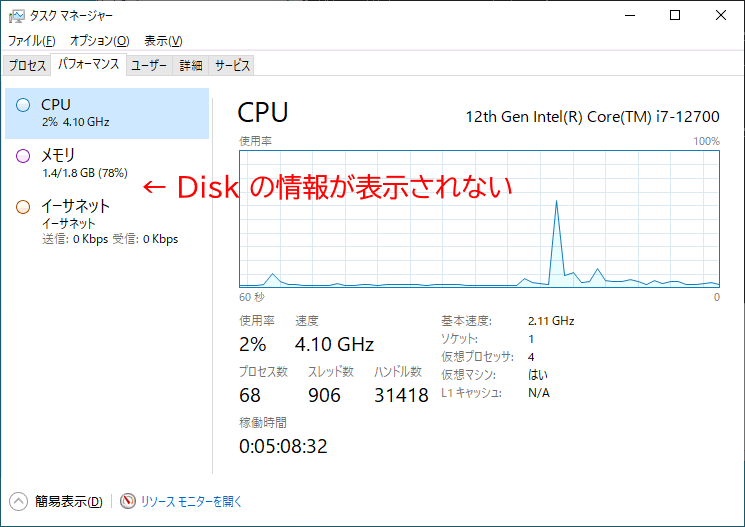 タスク マネージャー
ファイル(F) オプション(O) 表示(V)
プロセス パフォーマンス ユーザー 詳細 サービス
CPU
2% 4.10 GHz
メモリ
1.4/1.8 GB (78%)
イーサネット
イーサネット
送信: 0 Kbps 受信: 0 Kbps
← Disk の情報が表示されない
CPU 12th Gen Intel(R) Core(TM) i7-12700
使用率 100%
60 秒 0
使用率 速度
2% 4.10 GHz
プロセス数 スレッド数 ハンドル数
68 906 31418
稼働時間
0:05:08:32
基本速度: 2.11 GHz
ソケット: 1
仮想プロセッサ: 4
仮想マシン: はい
L1 キャッシュ: N/A
簡易表示(D) リソース モニターを開く